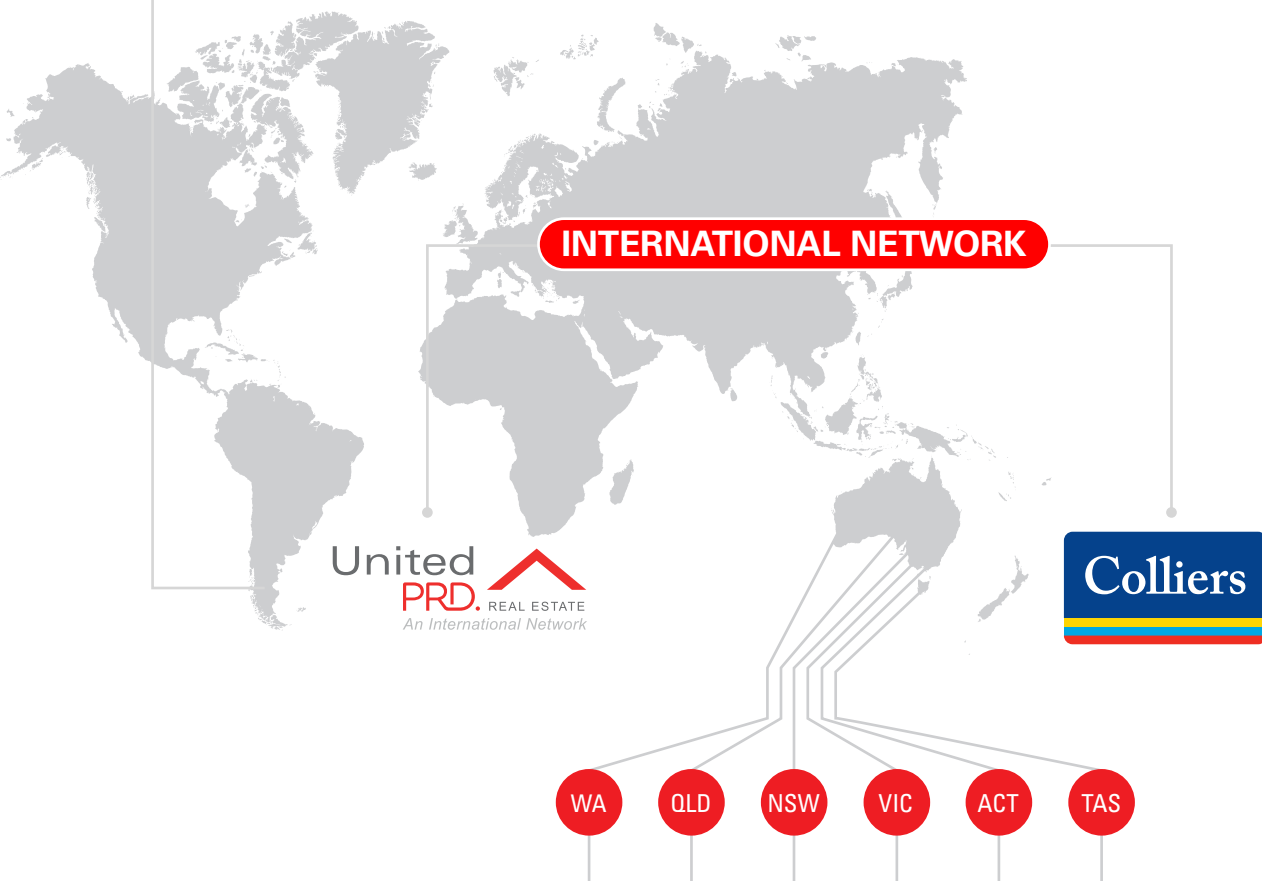 INTERNATIONAL NETWORK
United
PRD. REAL ESTATE
An International Network
Colliers
WA QLD NSW VIC ACT TAS